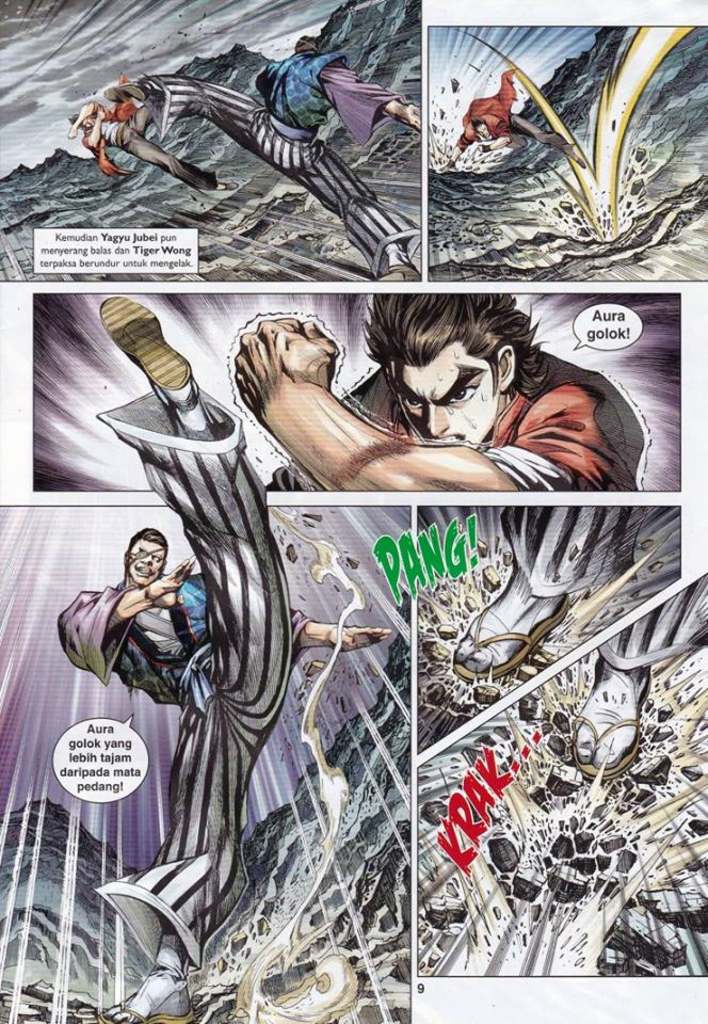 Kemudian Yagyu Jubei pun
menyerang balas dan Tiger Wong
terpaksa berundur untuk mengelak.
Aura
golok!
Aura
golok yang
lebih tajam
daripada mata
pedang!
PANG!
KRAK...
9